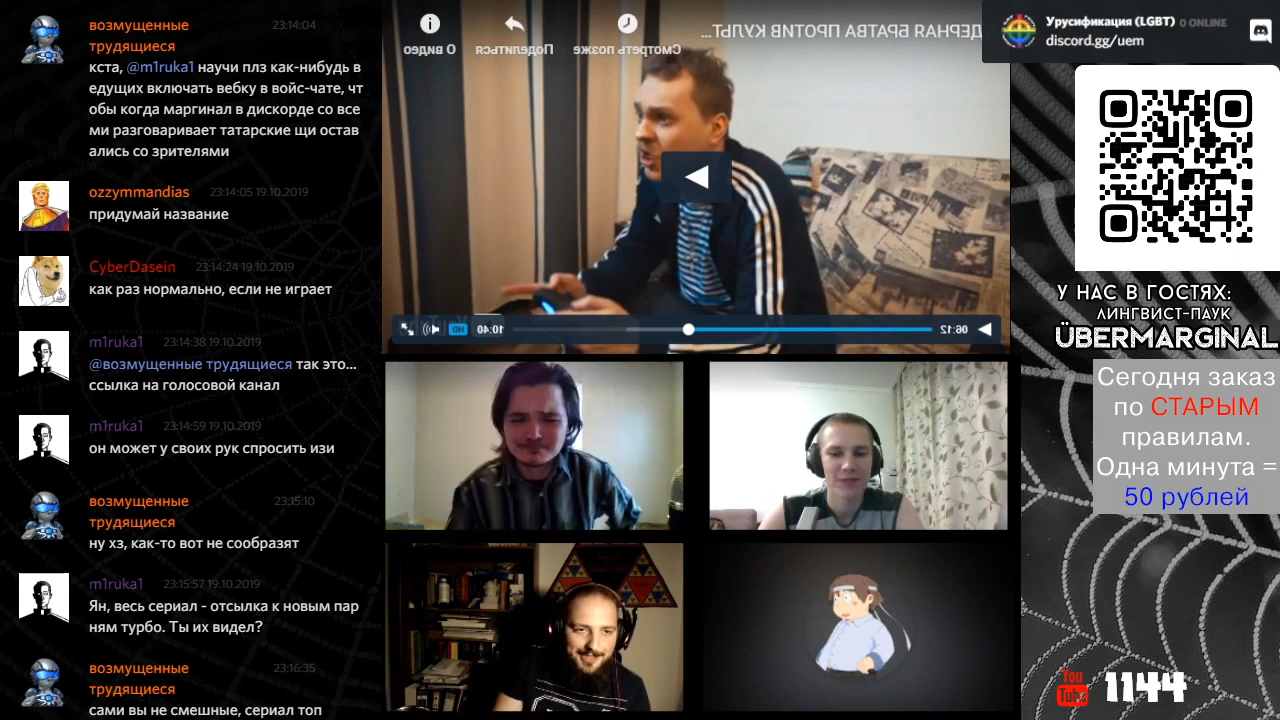 возмущенные
трудящиеся
23:14:04
кста, @m1ruka1 научи плз как-нибудь в
едущих включать вебку в войс-чате, чт
обы когда маргинал в дискорде со все
ми разговаривает татарские щи остав
ались со зрителями
ozzymmandias 23:14:05 19.10.2019
придумай название
CyberDasein 23:14:24 19.10.2019
как раз нормально, если не играет
m1ruka1 23:14:38 19.10.2019
@возмущенные трудящиеся так это...
ссылка на голосовой канал
m1ruka1 23:14:59 19.10.2019
он может у своих рук спросить изи
возмущенные
трудящиеся
23:15:10
ну хз, как-то вот не сообразят
m1ruka1 23:15:57 19.10.2019
Ян, весь сериал - отсылка к новым пар
ням турбо. Ты их видел?
возмущенные
трудящиеся
23:16:35
сами вы не смешные, сериал топ
ДЕРНАЯ БРАТВА ПРОТИВ КУЛЬТ...
О видео
Поделиться
Смотреть позже
06:12
10:40
HD
Урусификация (LGBT) 0 ONLINE
discord.gg/uem
У НАС В ГОСТЯХ:
ЛИНГВИСТ-ПАУК
ÜBERMARGINAL
Сегодня заказ
по СТАРЫМ
правилам.
Одна минута =
50 рублей
You
Tube
1144